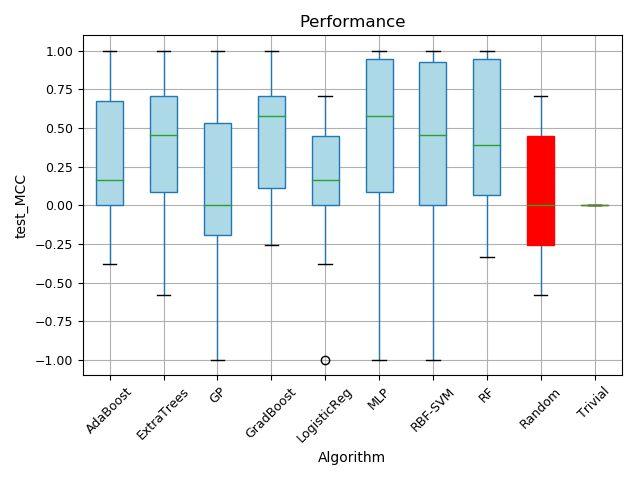 Performance
1.00
0.75
0.50
0.25
0.00
−0.25
−0.50
−0.75
−1.00
test_MCC
AdaBoost
ExtraTrees
GP
GradBoost
LogisticReg
MLP
RBF-SVM
RF
Random
Trivial
Algorithm